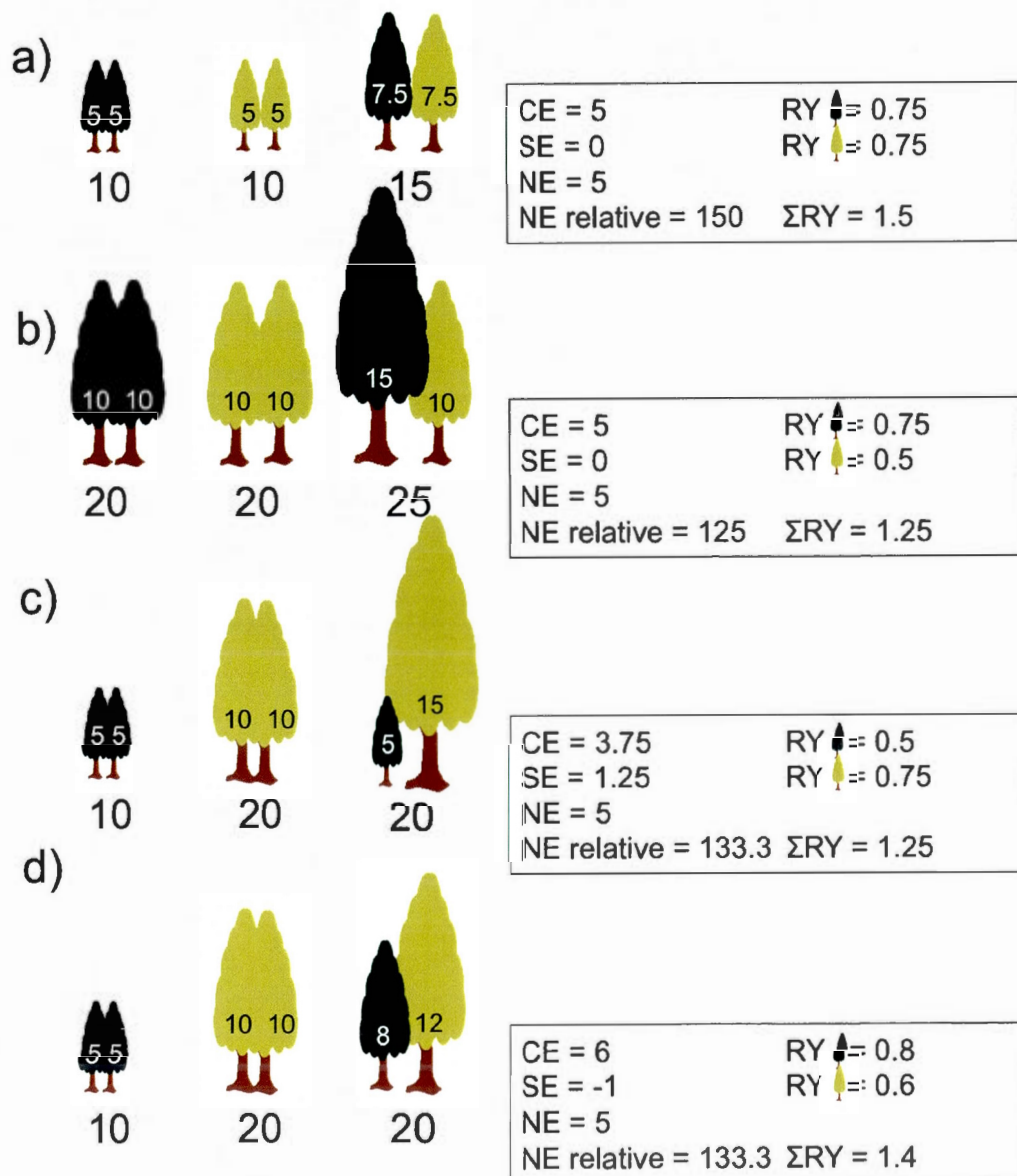 a)
5 5
5 5
7.5 7.5
10
10
15
CE = 5
RY = 0.75
SE = 0
RY = 0.75
NE = 5
NE relative = 150 ΣRY = 1.5
b)
10 10
10 10
15
10
20
20
25
CE = 5
RY = 0.75
SE = 0
RY = 0.5
NE = 5
NE relative = 125 ΣRY = 1.25
c)
5 5
10 10
5
15
10
20
20
CE = 3.75
RY = 0.5
SE = 1.25
RY = 0.75
NE = 5
NE relative = 133.3 ΣRY = 1.25
d)
5 5
10 10
8
12
10
20
20
CE = 6
RY = 0.8
SE = -1
RY = 0.6
NE = 5
NE relative = 133.3 ΣRY = 1.4